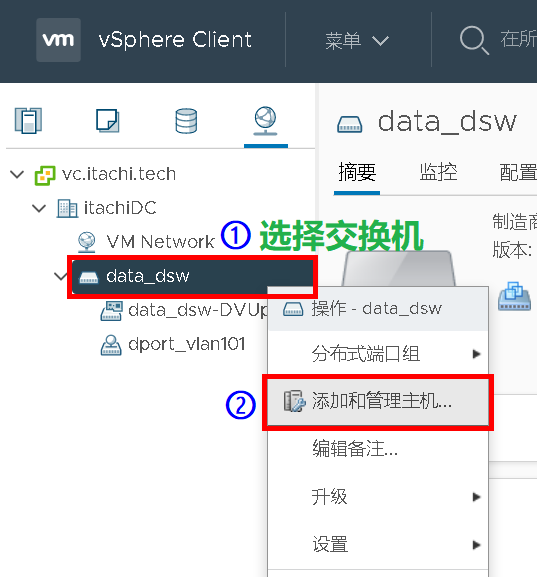 vm vSphere Client 菜单 在所
data_dsw
摘要 监控 配置
制造商
版本:
vc.itachi.tech
itachiDC
VM Network ① 选择交换机
data_dsw
data_dsw-DVUp
dport_vlan101
操作 - data_dsw
分布式端口组
② 添加和管理主机...
编辑备注...
升级
设置